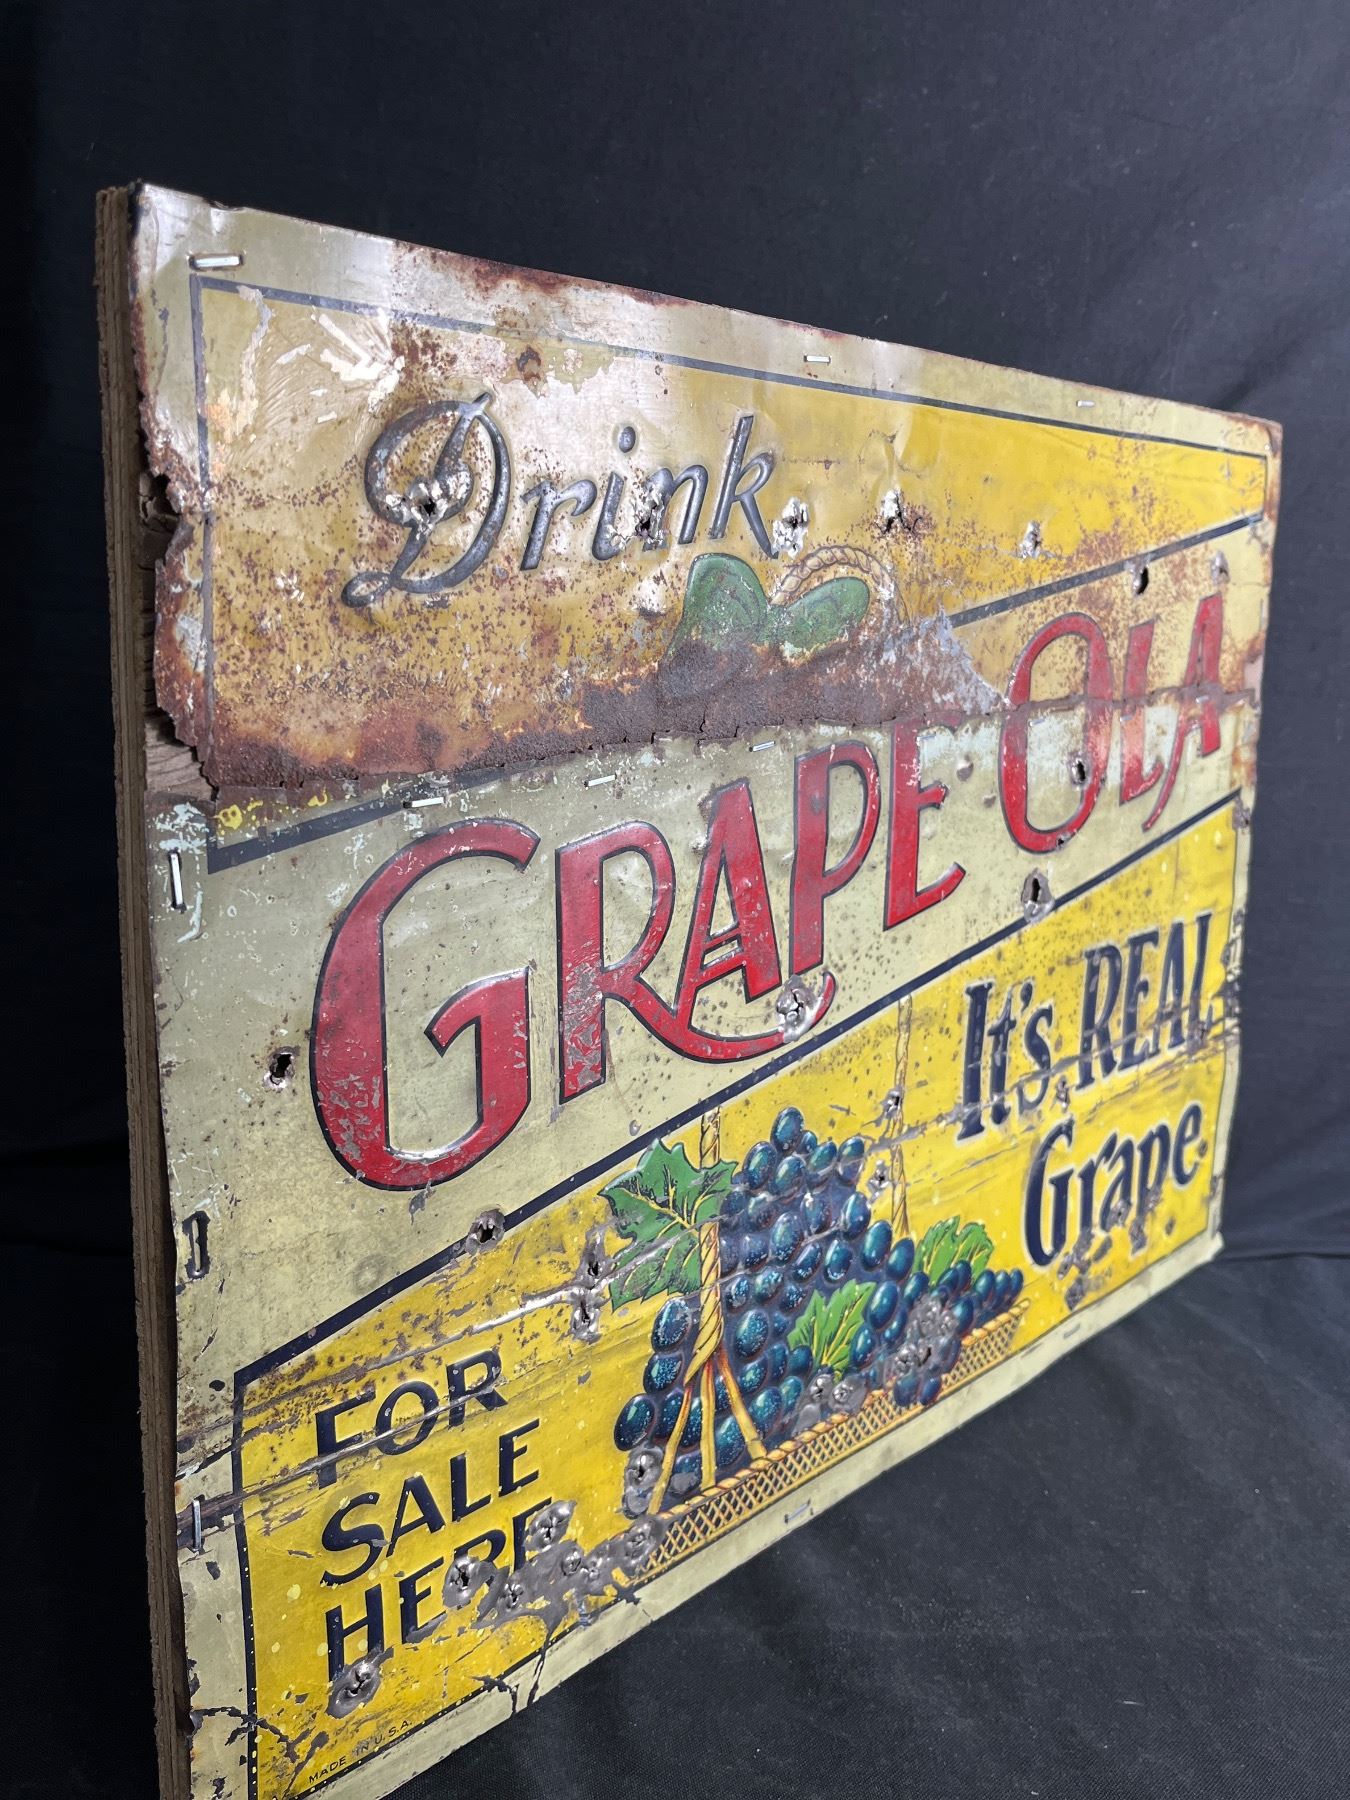 Drink
GRAPE OLA
It's REAL
Grape.
FOR
SALE
HERE
MADE IN U.S.A.